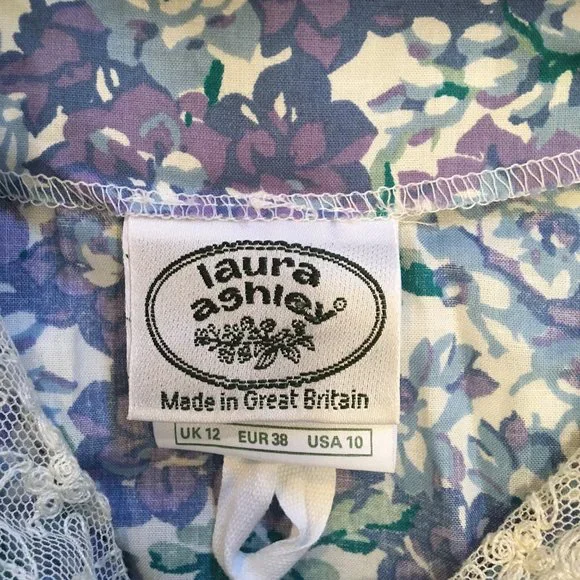 laura
ashley®
Made in Great Britain
UK 12 EUR 38 USA 10